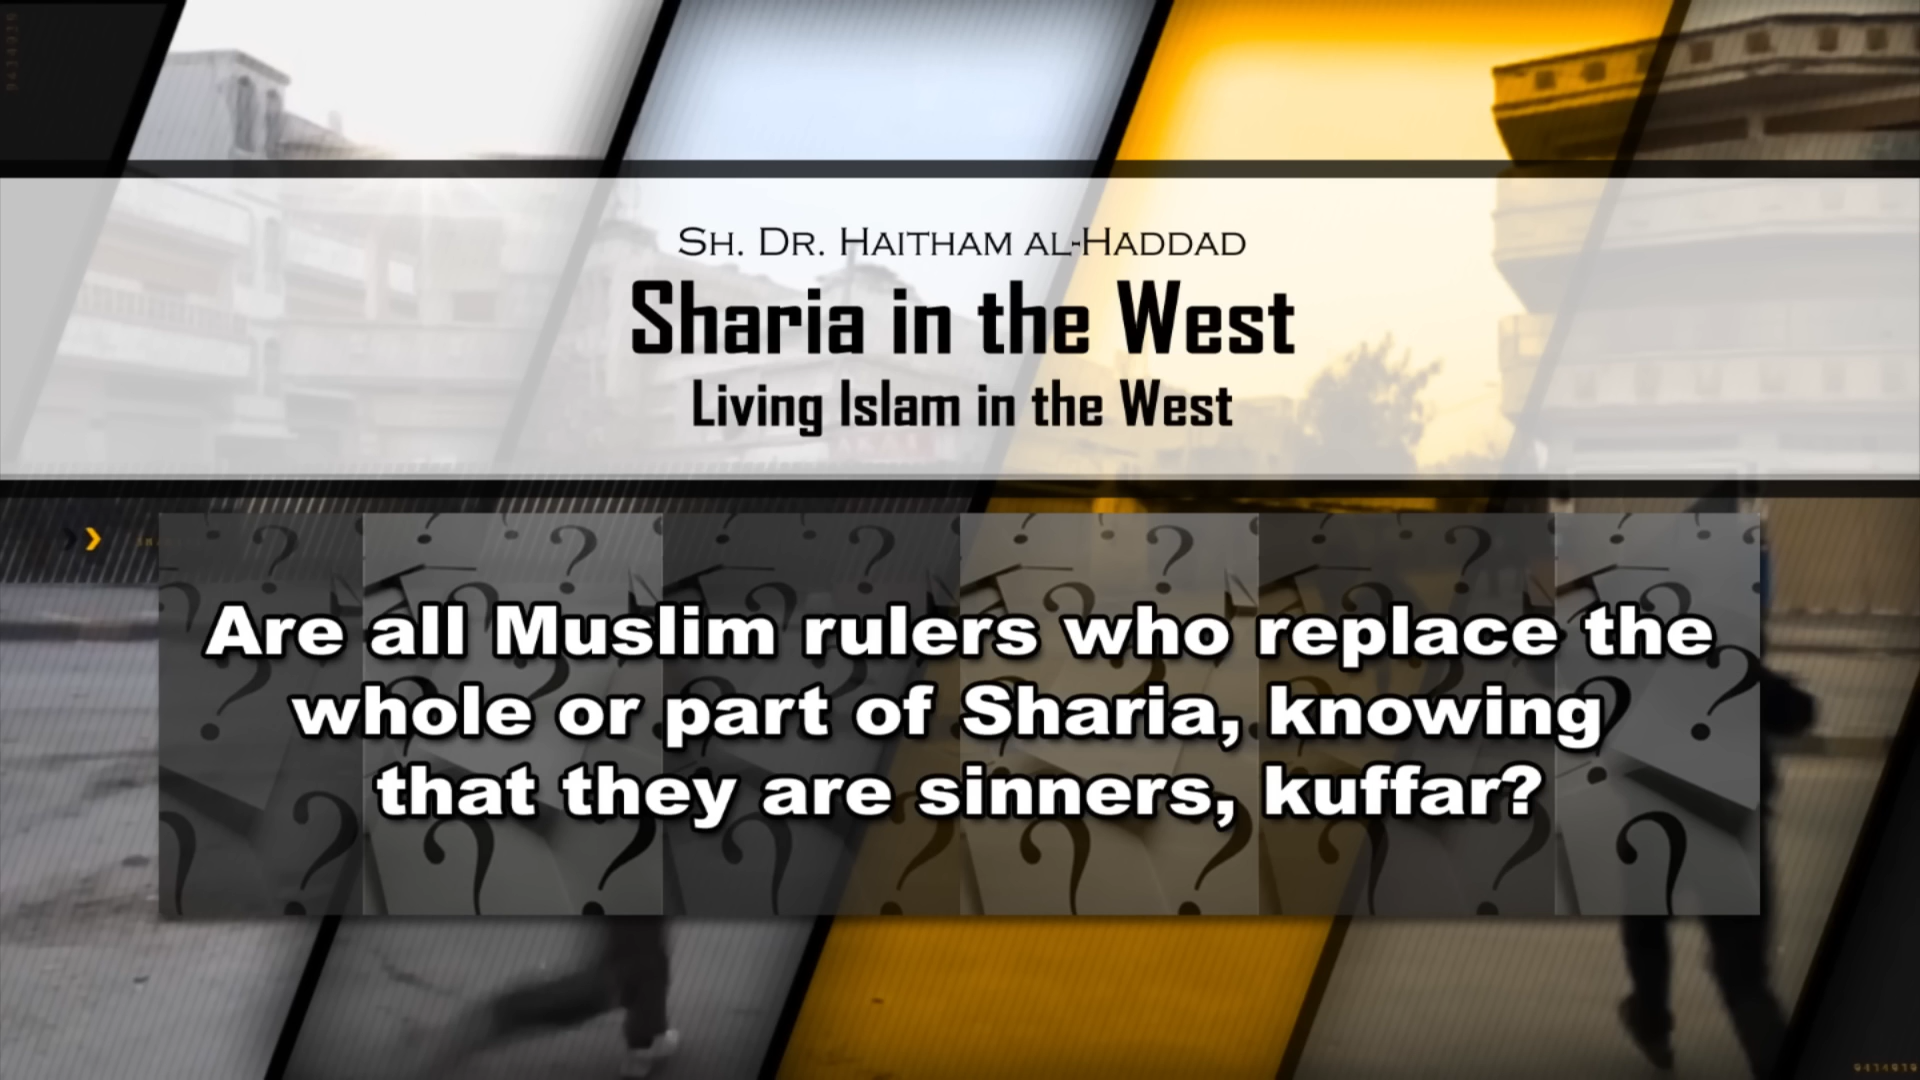 Sh. Dr. Haitham al-Haddad
Sharia in the West
Living Islam in the West
Are all Muslim rulers who replace the
whole or part of Sharia, knowing
that they are sinners, kuffar?